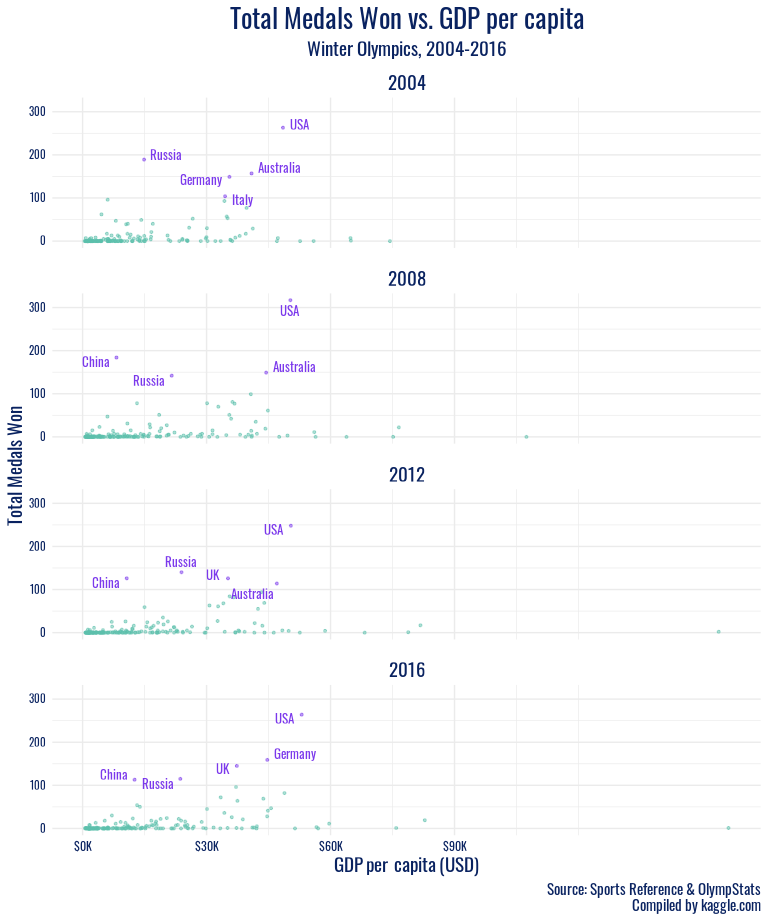 Total Medals Won vs. GDP per capita
Winter Olympics, 2004-2016
2004
300
200
100
0
USA
Russia
Australia
Germany
Italy
2008
300
200
100
0
USA
China
Australia
Russia
Total Medals Won
2012
300
200
100
0
USA
Russia
UK
China
Australia
2016
300
200
100
0
USA
Germany
UK
China
Russia
$0K $30K $60K $90K
GDP per capita (USD)
Source: Sports Reference & OlympStats
Compiled by kaggle.com